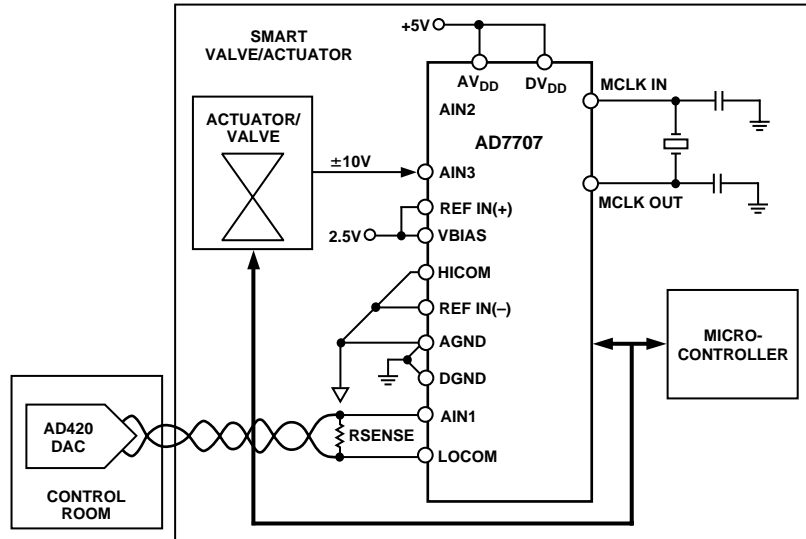 SMART
VALVE/ACTUATOR
+5V
AVDD
DVDD
MCLK IN
AIN2
AD7707
ACTUATOR/
VALVE
±10V
AIN3
MCLK OUT
REF IN(+)
2.5V
VBIAS
HICOM
REF IN(–)
MICRO-
CONTROLLER
AGND
DGND
AD420
DAC
AIN1
RSENSE
LOCOM
CONTROL
ROOM